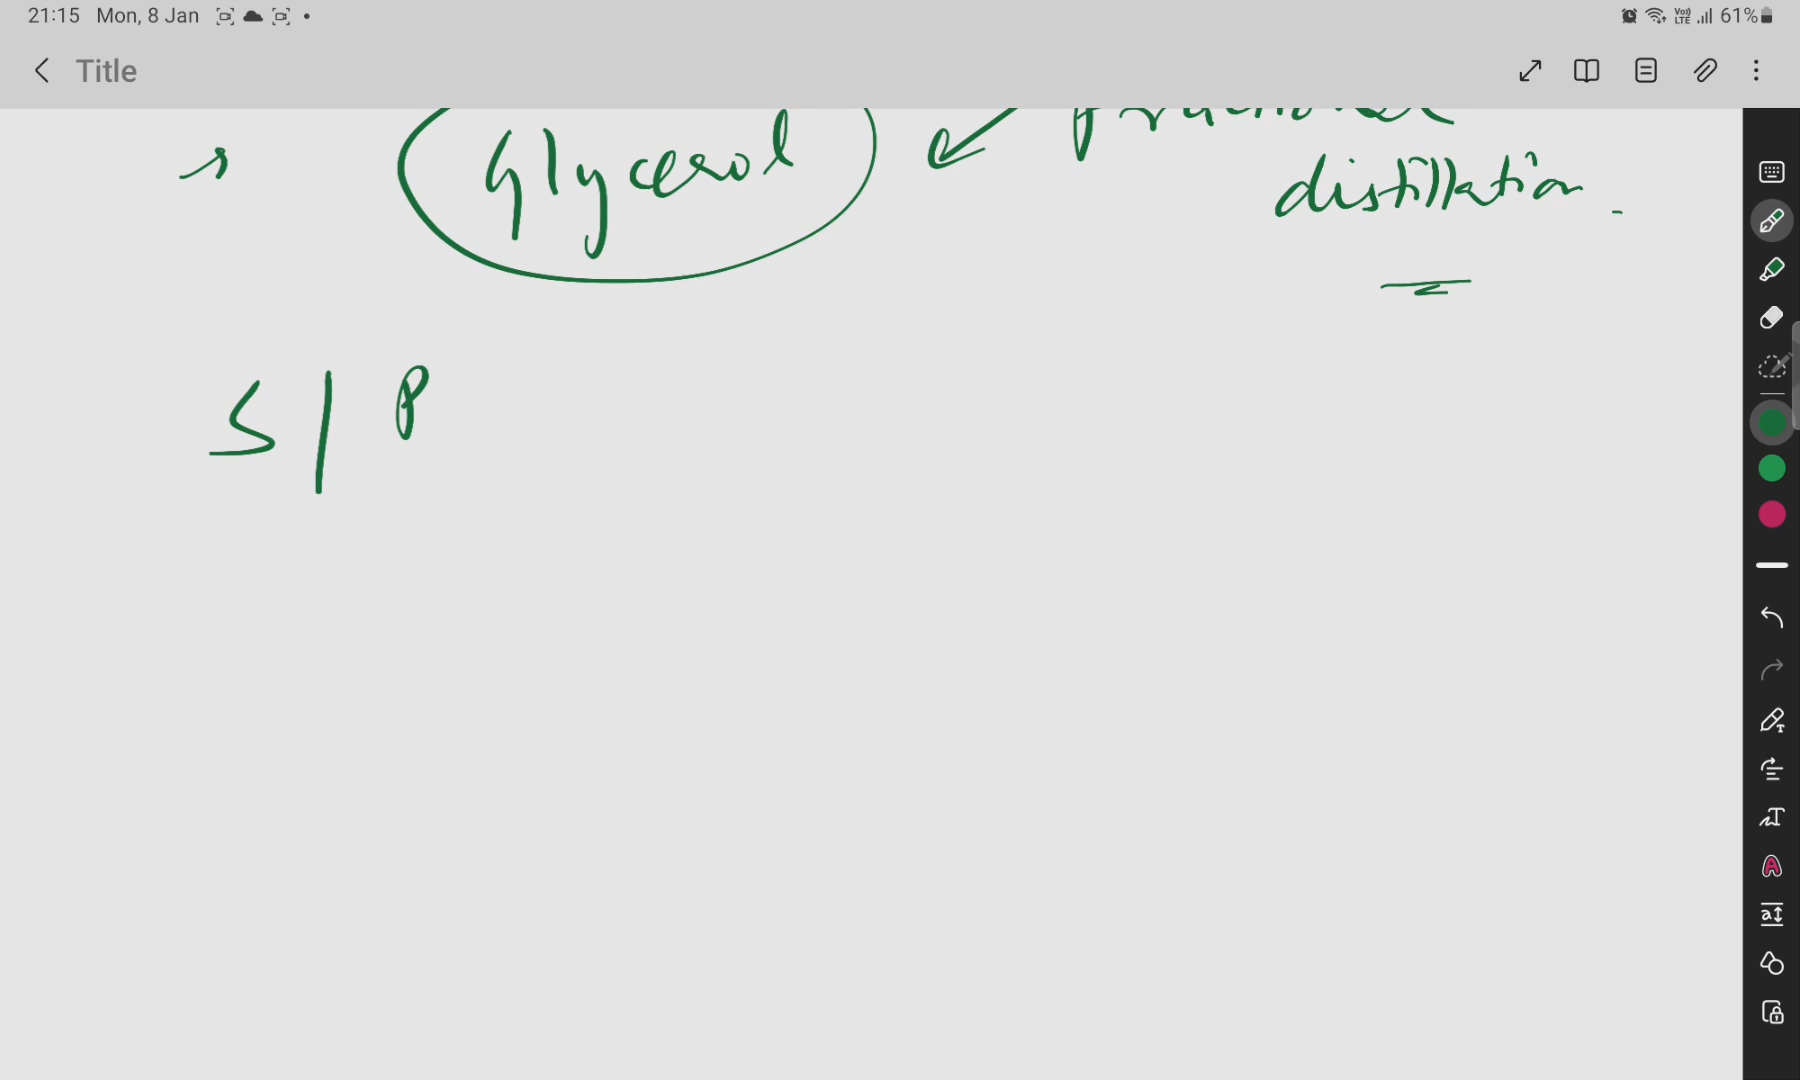 21:15 Mon, 8 Jan 61%
Title
Glycerol
distillation.
S/P